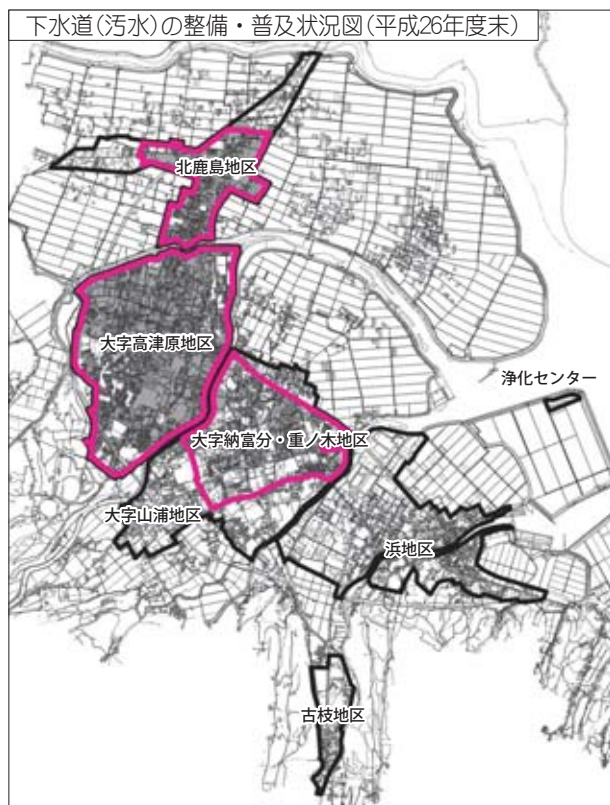 下水道(汚水)の整備・普及状況図(平成26年度末)
北鹿島地区
大字高津原地区
浄化センター
大字納富分・重ノ木地区
大字山浦地区
浜地区
古枝地区